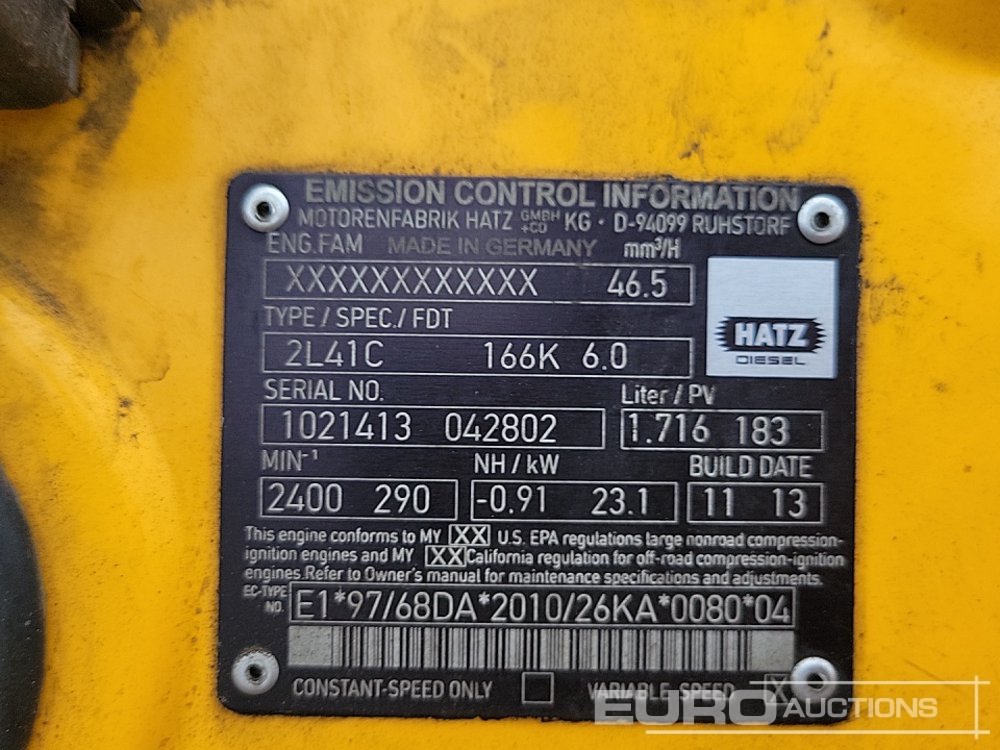 EMISSION CONTROL INFORMATION
MOTORENFABRIK HATZ GMBH +CO KG · D-94099 RUHSTORF
ENG.FAM MADE IN GERMANY mm³/H
XXXXXXXXXXXX 46.5
TYPE / SPEC./ FDT
2L41C 166K 6.0
HATZ
DIESEL
SERIAL NO. Liter / PV
1021413 042802 1.716 183
MIN⁻¹ NH / kW BUILD DATE
2400 290 -0.91 23.1 11 13
This engine conforms to MY XX U.S. EPA regulations large nonroad compression-
ignition engines and MY XX California regulation for off-road compression-ignition
engines.Refer to Owner's manual for maintenance specifications and adjustments.
EC-TYPE NO. E1*97/68DA*2010/26KA*0080*04
CONSTANT-SPEED ONLY VARIABLE-SPEED X
EURO AUCTIONS